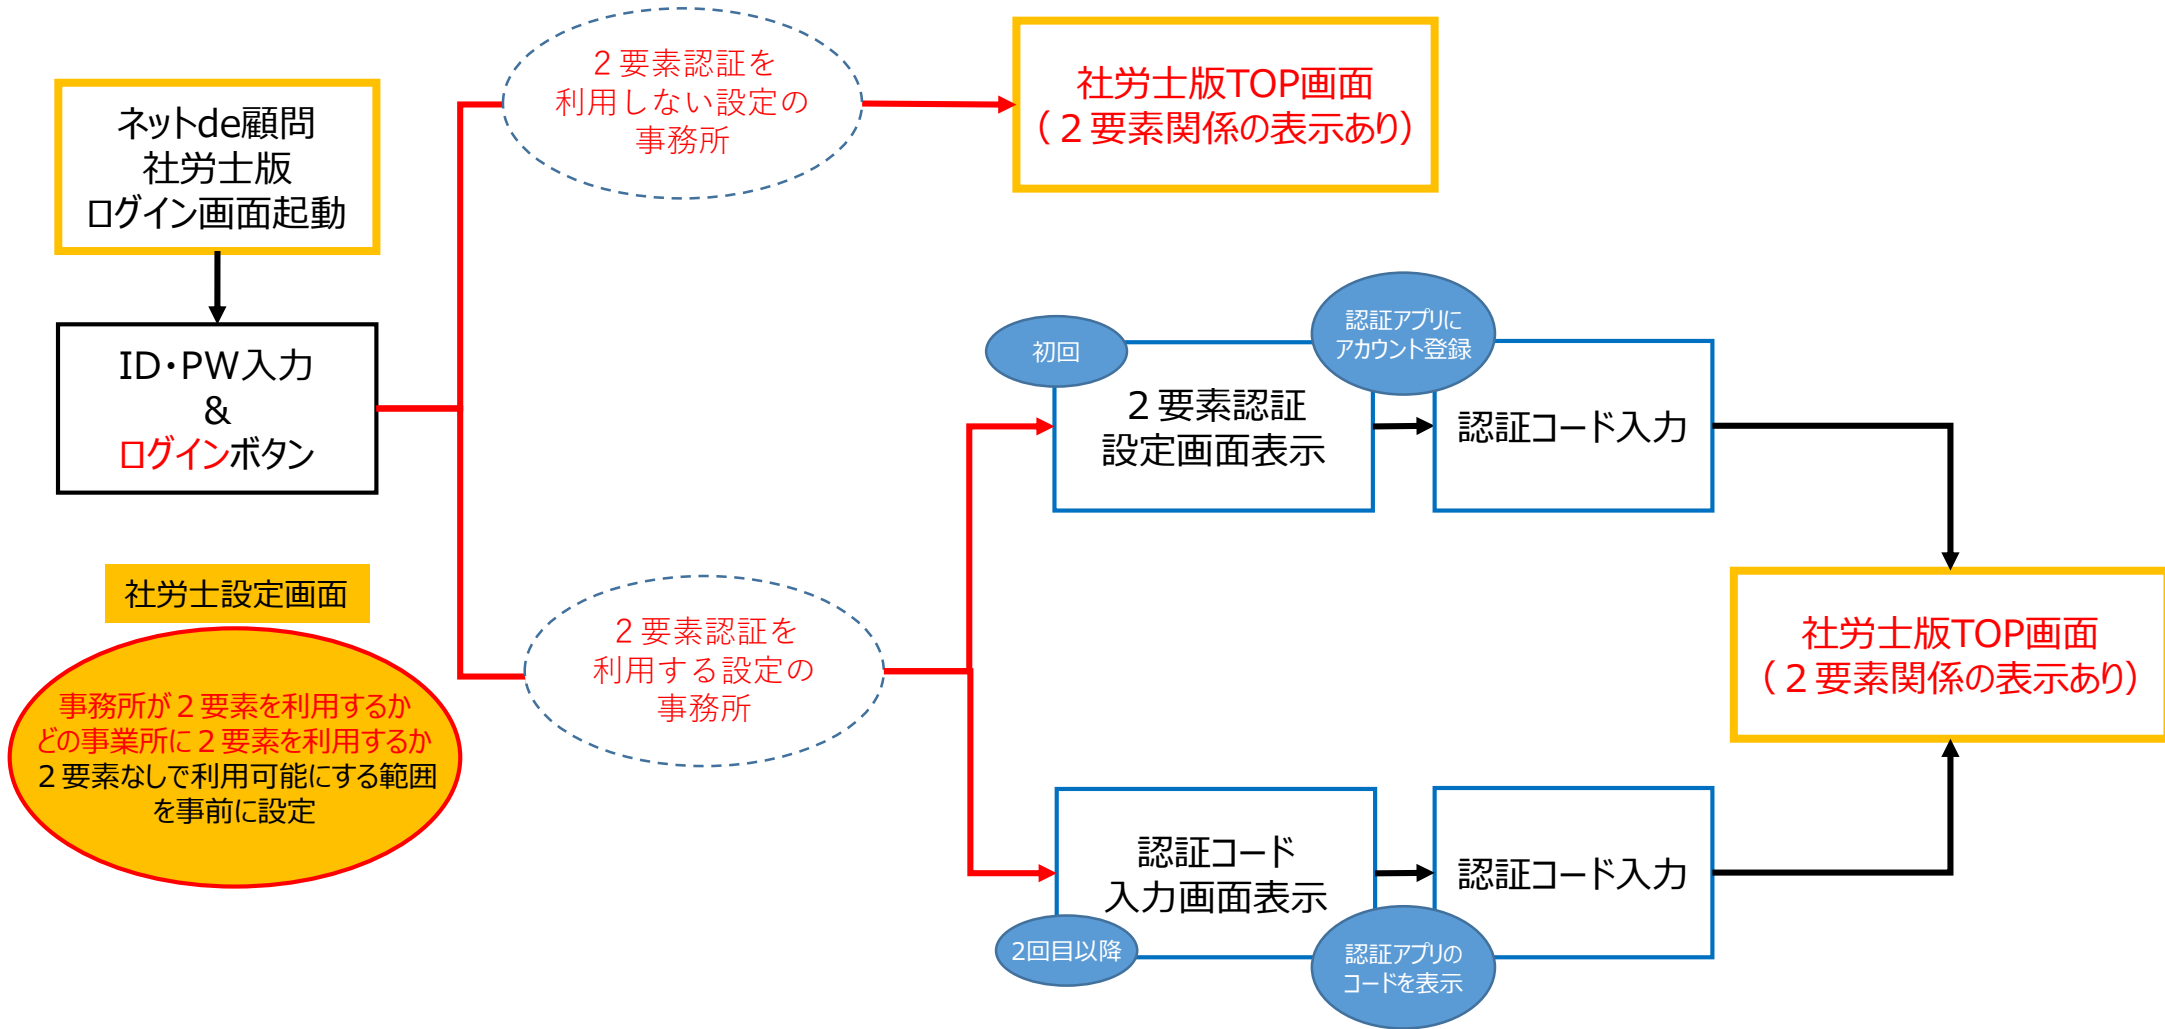 ネットde顧問
社労士版
ログイン画面起動
ID・PW入力
&
ログインボタン
社労士設定画面
事務所が２要素を利用するか
どの事業所に２要素を利用するか
２要素なしで利用可能にする範囲
を事前に設定
２要素認証を
利用しない設定の
事務所
社労士版TOP画面
（２要素関係の表示あり）
２要素認証を
利用する設定の
事務所
初回
２要素認証
設定画面表示
認証アプリに
アカウント登録
認証コード入力
認証コード
入力画面表示
2回目以降
認証アプリの
コードを表示
認証コード入力
社労士版TOP画面
（２要素関係の表示あり）